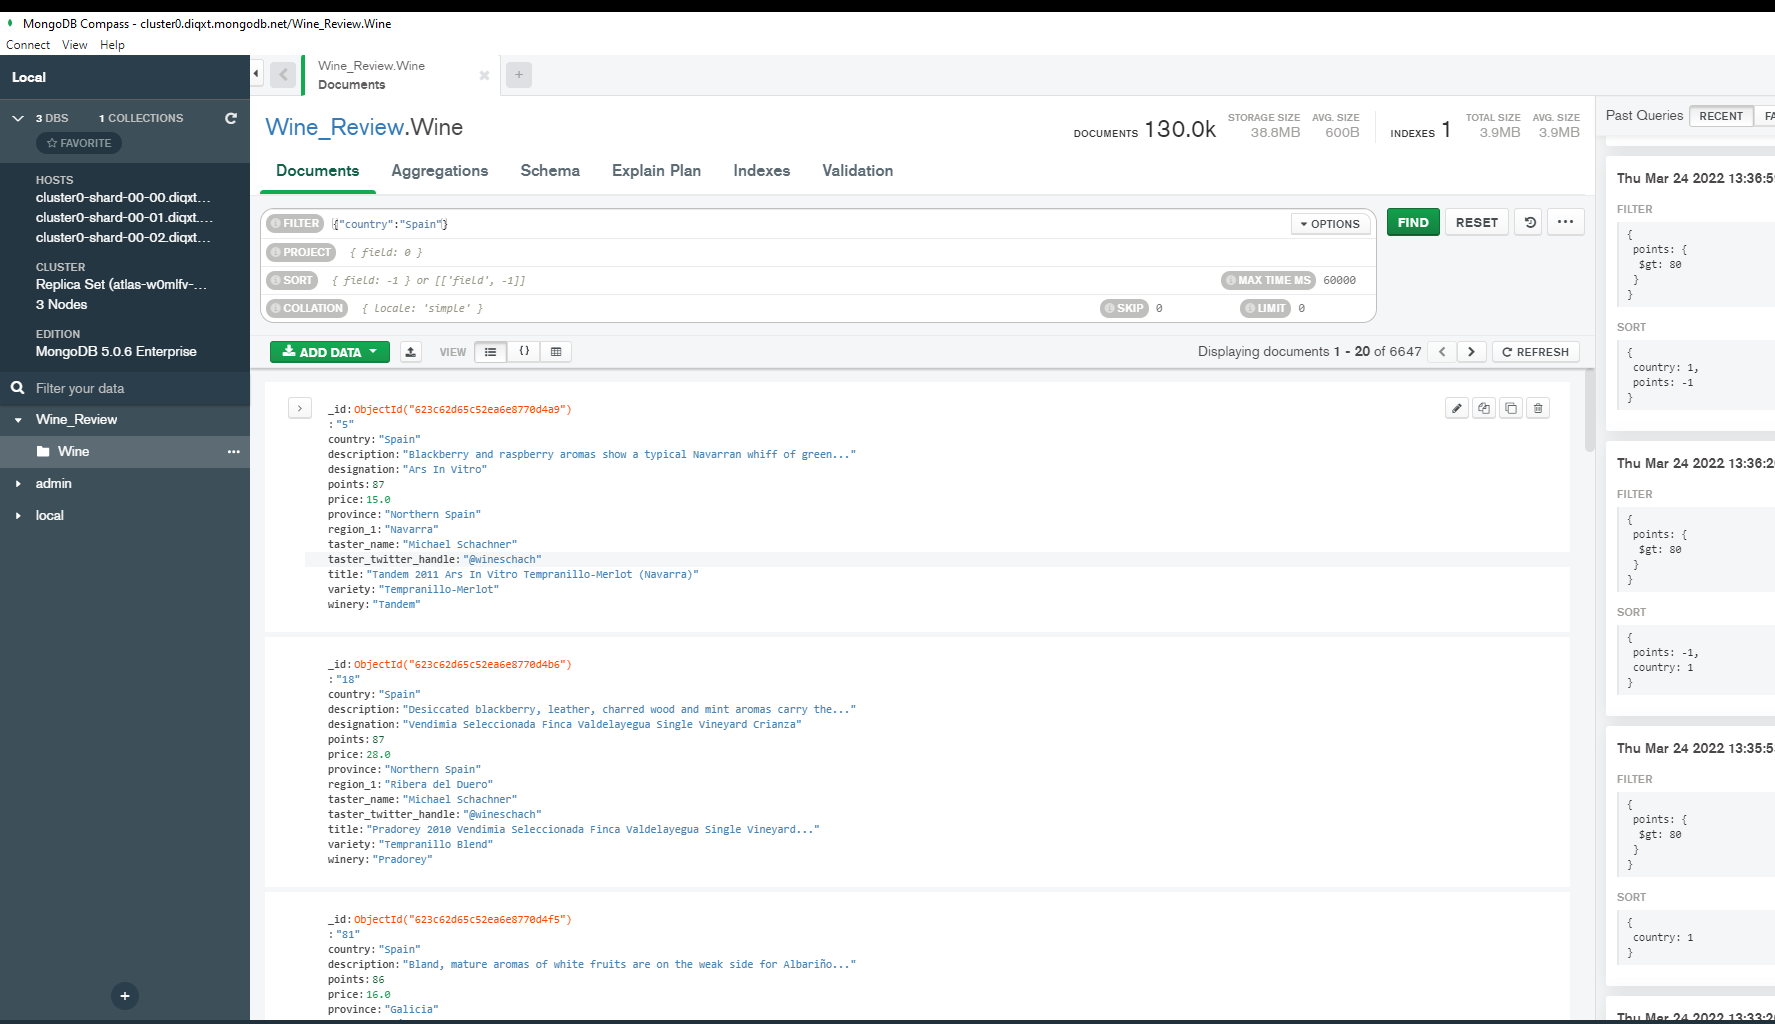 MongoDB Compass - cluster0.diqxt.mongodb.net/Wine_Review.Wine
Connect View Help
Local
3 DBS 1 COLLECTIONS
FAVORITE
HOSTS
cluster0-shard-00-00.diqxt...
cluster0-shard-00-01.diqxt....
cluster0-shard-00-02.diqxt...
CLUSTER
Replica Set (atlas-w0mlfv-...
3 Nodes
EDITION
MongoDB 5.0.6 Enterprise
Filter your data
Wine_Review
Wine
admin
local
Wine_Review.Wine
Documents
Wine_Review.Wine
DOCUMENTS 130.0k
STORAGE SIZE 38.8MB
AVG. SIZE 600B
INDEXES 1
TOTAL SIZE 3.9MB
AVG. SIZE 3.9MB
Documents Aggregations Schema Explain Plan Indexes Validation
FILTER {"country":"Spain"} OPTIONS FIND RESET
PROJECT { field: 0 }
SORT { field: -1 } or [['field', -1]] MAX TIME MS 60000
COLLATION { locale: 'simple' } SKIP 0 LIMIT 0
ADD DATA VIEW {} Displaying documents 1 - 20 of 6647 REFRESH
_id: ObjectId("623c62d65c52ea6e8770d4a9")
: "5"
country: "Spain"
description: "Blackberry and raspberry aromas show a typical Navarran whiff of green..."
designation: "Ars In Vitro"
points: 87
price: 15.0
province: "Northern Spain"
region_1: "Navarra"
taster_name: "Michael Schachner"
taster_twitter_handle: "@wineschach"
title: "Tandem 2011 Ars In Vitro Tempranillo-Merlot (Navarra)"
variety: "Tempranillo-Merlot"
winery: "Tandem"
_id: ObjectId("623c62d65c52ea6e8770d4b6")
: "18"
country: "Spain"
description: "Desiccated blackberry, leather, charred wood and mint aromas carry the..."
designation: "Vendimia Seleccionada Finca Valdelayegua Single Vineyard Crianza"
points: 87
price: 28.0
province: "Northern Spain"
region_1: "Ribera del Duero"
taster_name: "Michael Schachner"
taster_twitter_handle: "@wineschach"
title: "Pradorey 2010 Vendimia Seleccionada Finca Valdelayegua Single Vineyard..."
variety: "Tempranillo Blend"
winery: "Pradorey"
_id: ObjectId("623c62d65c52ea6e8770d4f5")
: "81"
country: "Spain"
description: "Bland, mature aromas of white fruits are on the weak side for Albariño..."
points: 86
price: 16.0
province: "Galicia"
Past Queries RECENT FA
Thu Mar 24 2022 13:36:5
FILTER
{
points: {
$gt: 80
}
}
SORT
{
country: 1,
points: -1
}
Thu Mar 24 2022 13:36:2
FILTER
{
points: {
$gt: 80
}
}
SORT
{
points: -1,
country: 1
}
Thu Mar 24 2022 13:35:5
FILTER
{
points: {
$gt: 80
}
}
SORT
{
country: 1
}
Thu Mar 24 2022 13:33:2